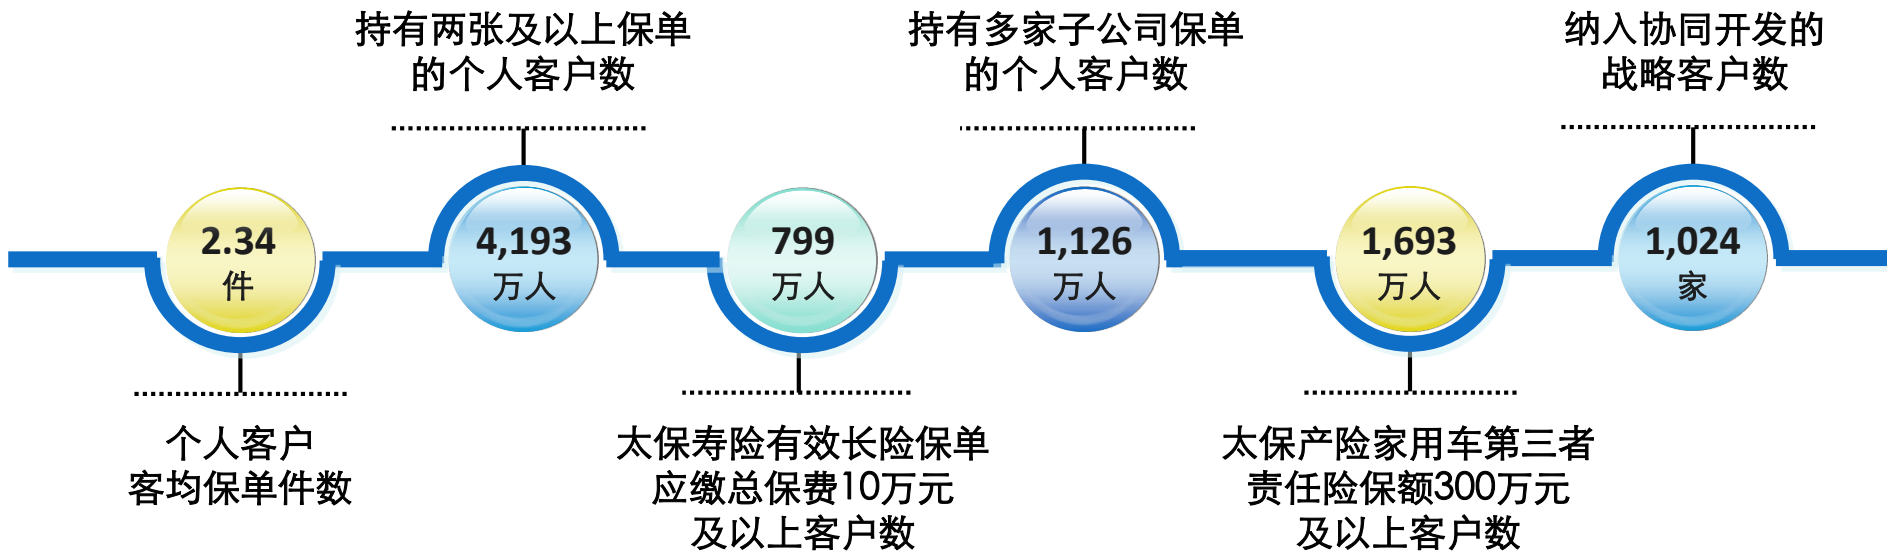 2.34
件
个人客户
客均保单件数
持有两张及以上保单
的个人客户数
4,193
万人
799
万人
太保寿险有效长险保单
应缴总保费10万元
及以上客户数
持有多家子公司保单
的个人客户数
1,126
万人
1,693
万人
太保产险家用车第三者
责任险保额300万元
及以上客户数
纳入协同开发的
战略客户数
1,024
家